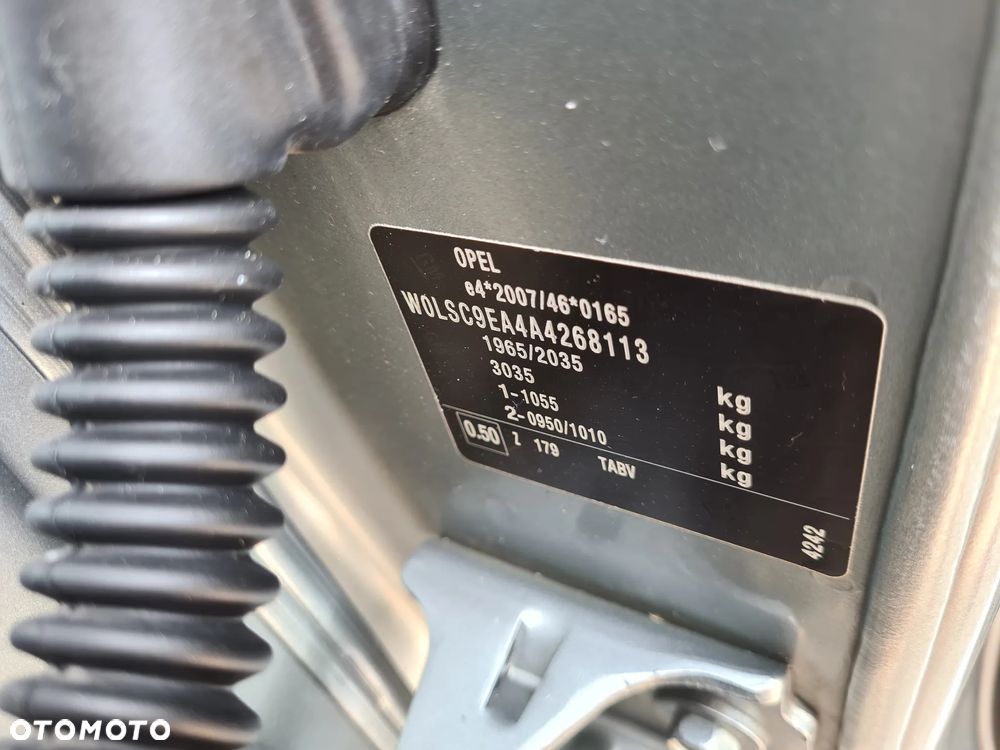 OPEL
e4*2007/46*0165
W0LSC9EA4A4268113
1965/2035 kg
3035 kg
1-1055 kg
2-0950/1010 kg
0.50 Z 179 TABV
4242
OTOMOTO